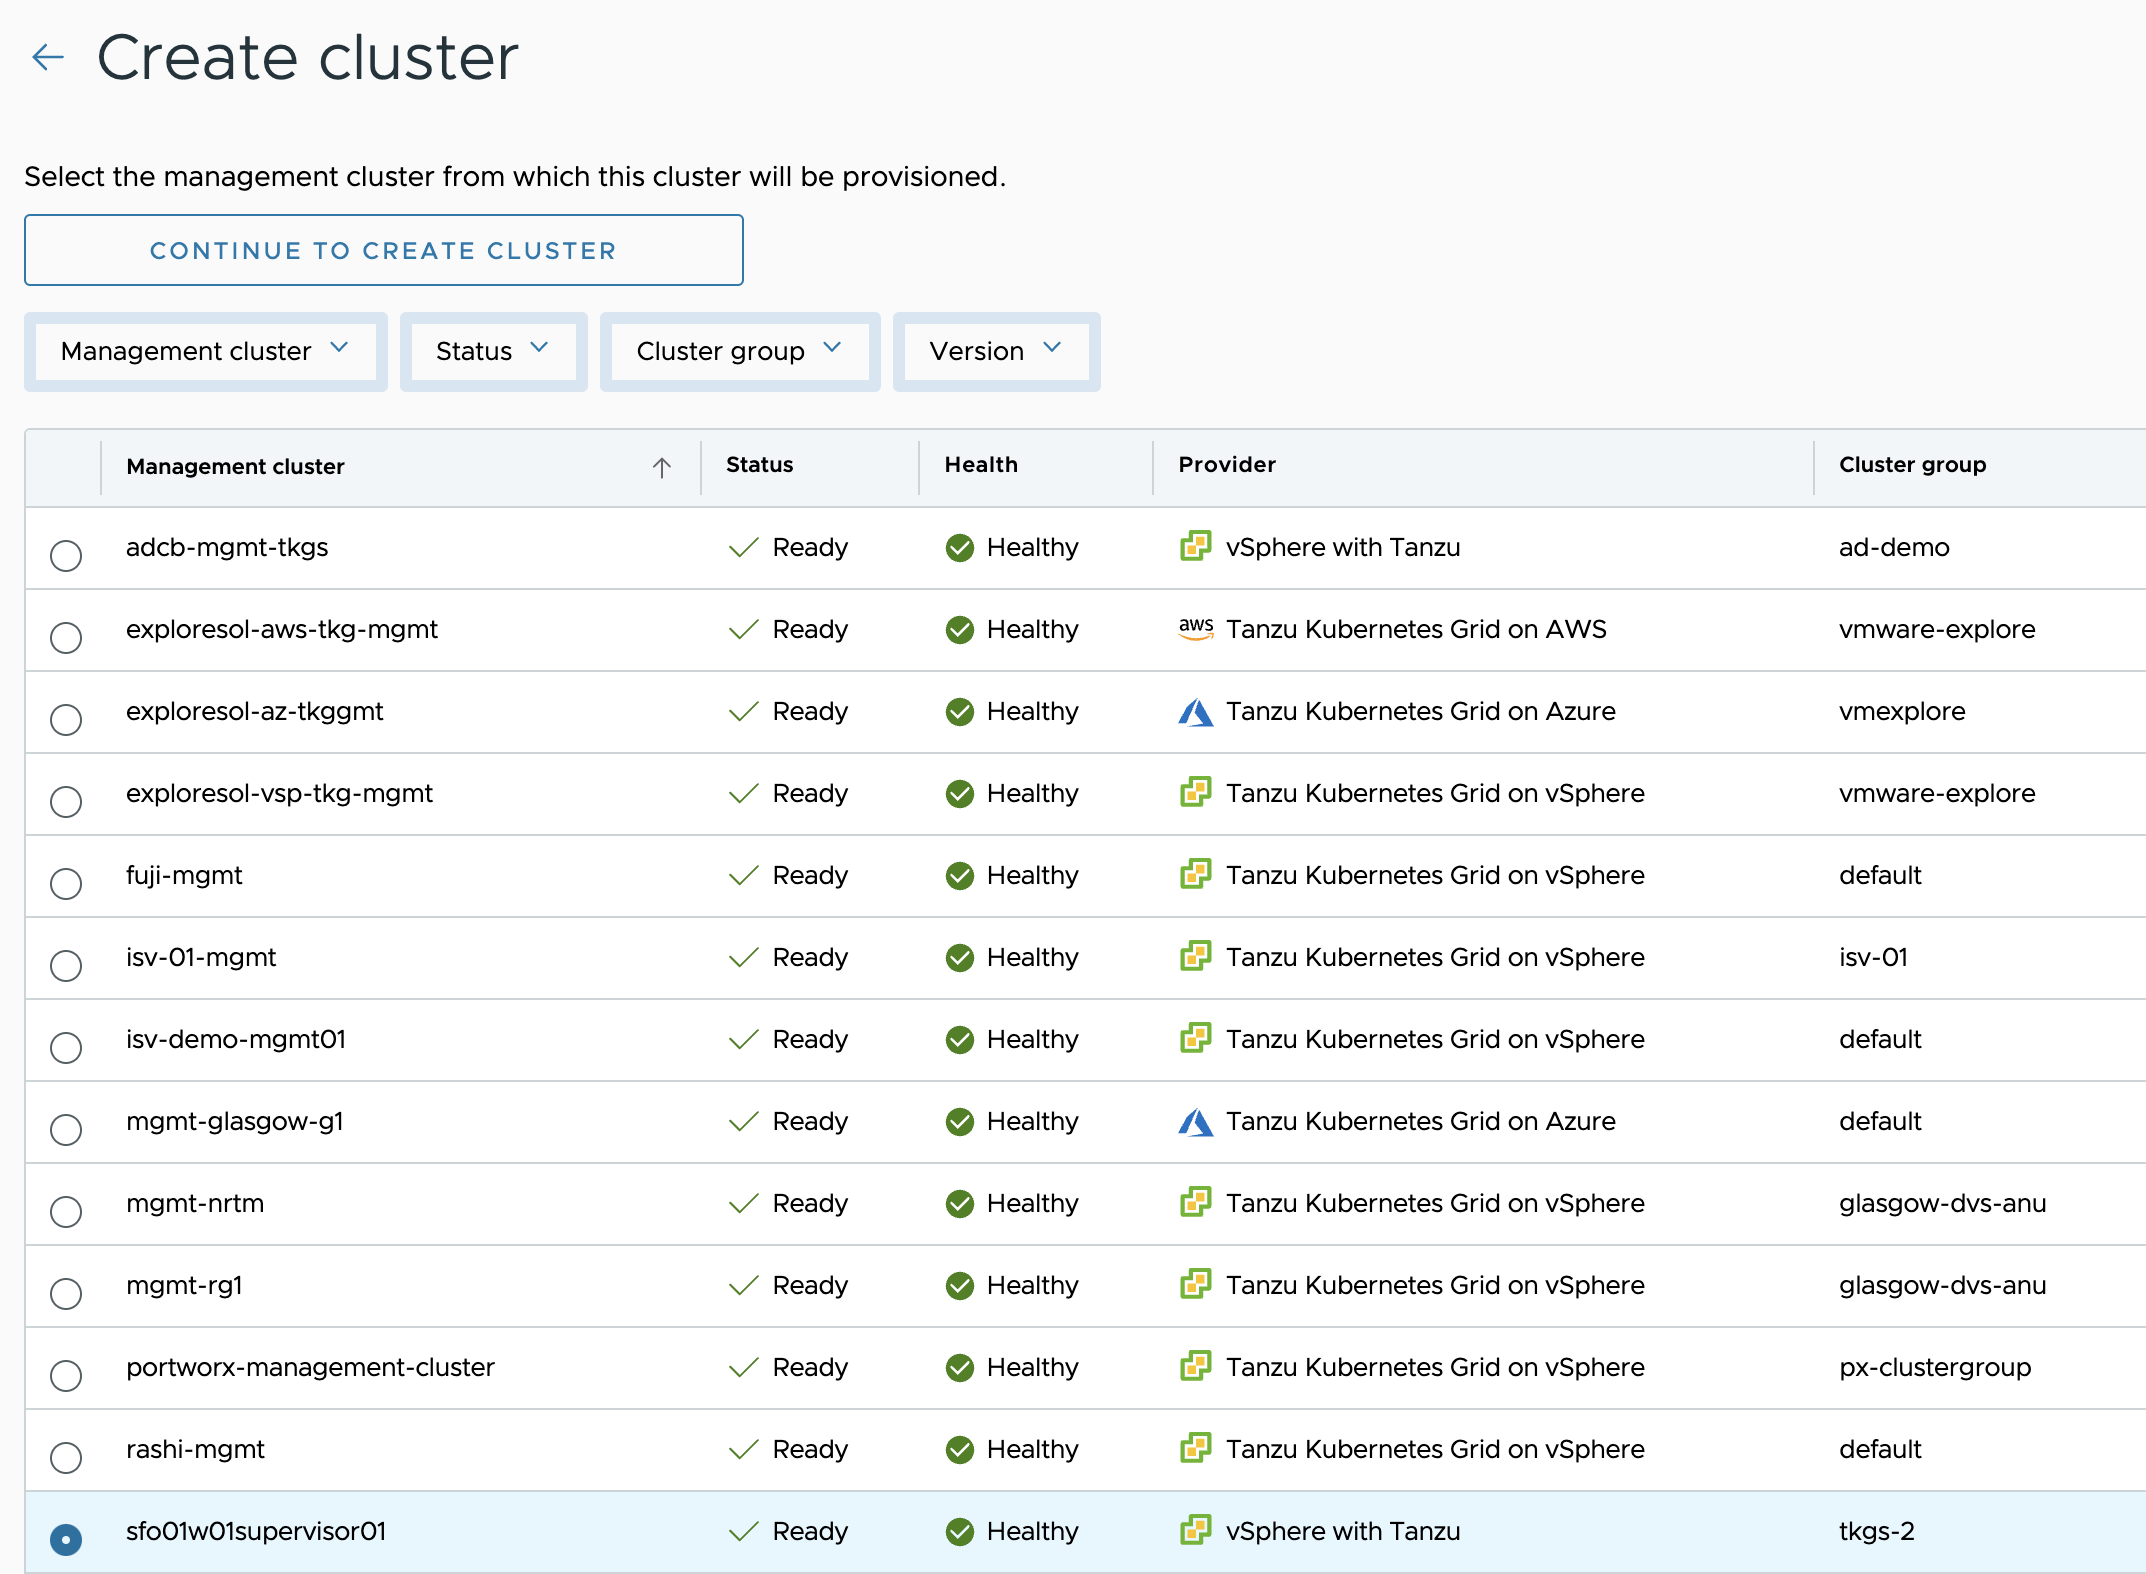 Create cluster
Select the management cluster from which this cluster will be provisioned.
CONTINUE TO CREATE CLUSTER
Management cluster Status Cluster group Version
Management cluster Status Health Provider Cluster group
adcb-mgmt-tkgs Ready Healthy vSphere with Tanzu ad-demo
exploresol-aws-tkg-mgmt Ready Healthy aws Tanzu Kubernetes Grid on AWS vmware-explore
exploresol-az-tkggmt Ready Healthy Tanzu Kubernetes Grid on Azure vmexplore
exploresol-vsp-tkg-mgmt Ready Healthy Tanzu Kubernetes Grid on vSphere vmware-explore
fuji-mgmt Ready Healthy Tanzu Kubernetes Grid on vSphere default
isv-01-mgmt Ready Healthy Tanzu Kubernetes Grid on vSphere isv-01
isv-demo-mgmt01 Ready Healthy Tanzu Kubernetes Grid on vSphere default
mgmt-glasgow-g1 Ready Healthy Tanzu Kubernetes Grid on Azure default
mgmt-nrtm Ready Healthy Tanzu Kubernetes Grid on vSphere glasgow-dvs-anu
mgmt-rg1 Ready Healthy Tanzu Kubernetes Grid on vSphere glasgow-dvs-anu
portworx-management-cluster Ready Healthy Tanzu Kubernetes Grid on vSphere px-clustergroup
rashi-mgmt Ready Healthy Tanzu Kubernetes Grid on vSphere default
sfo01w01supervisor01 Ready Healthy vSphere with Tanzu tkgs-2